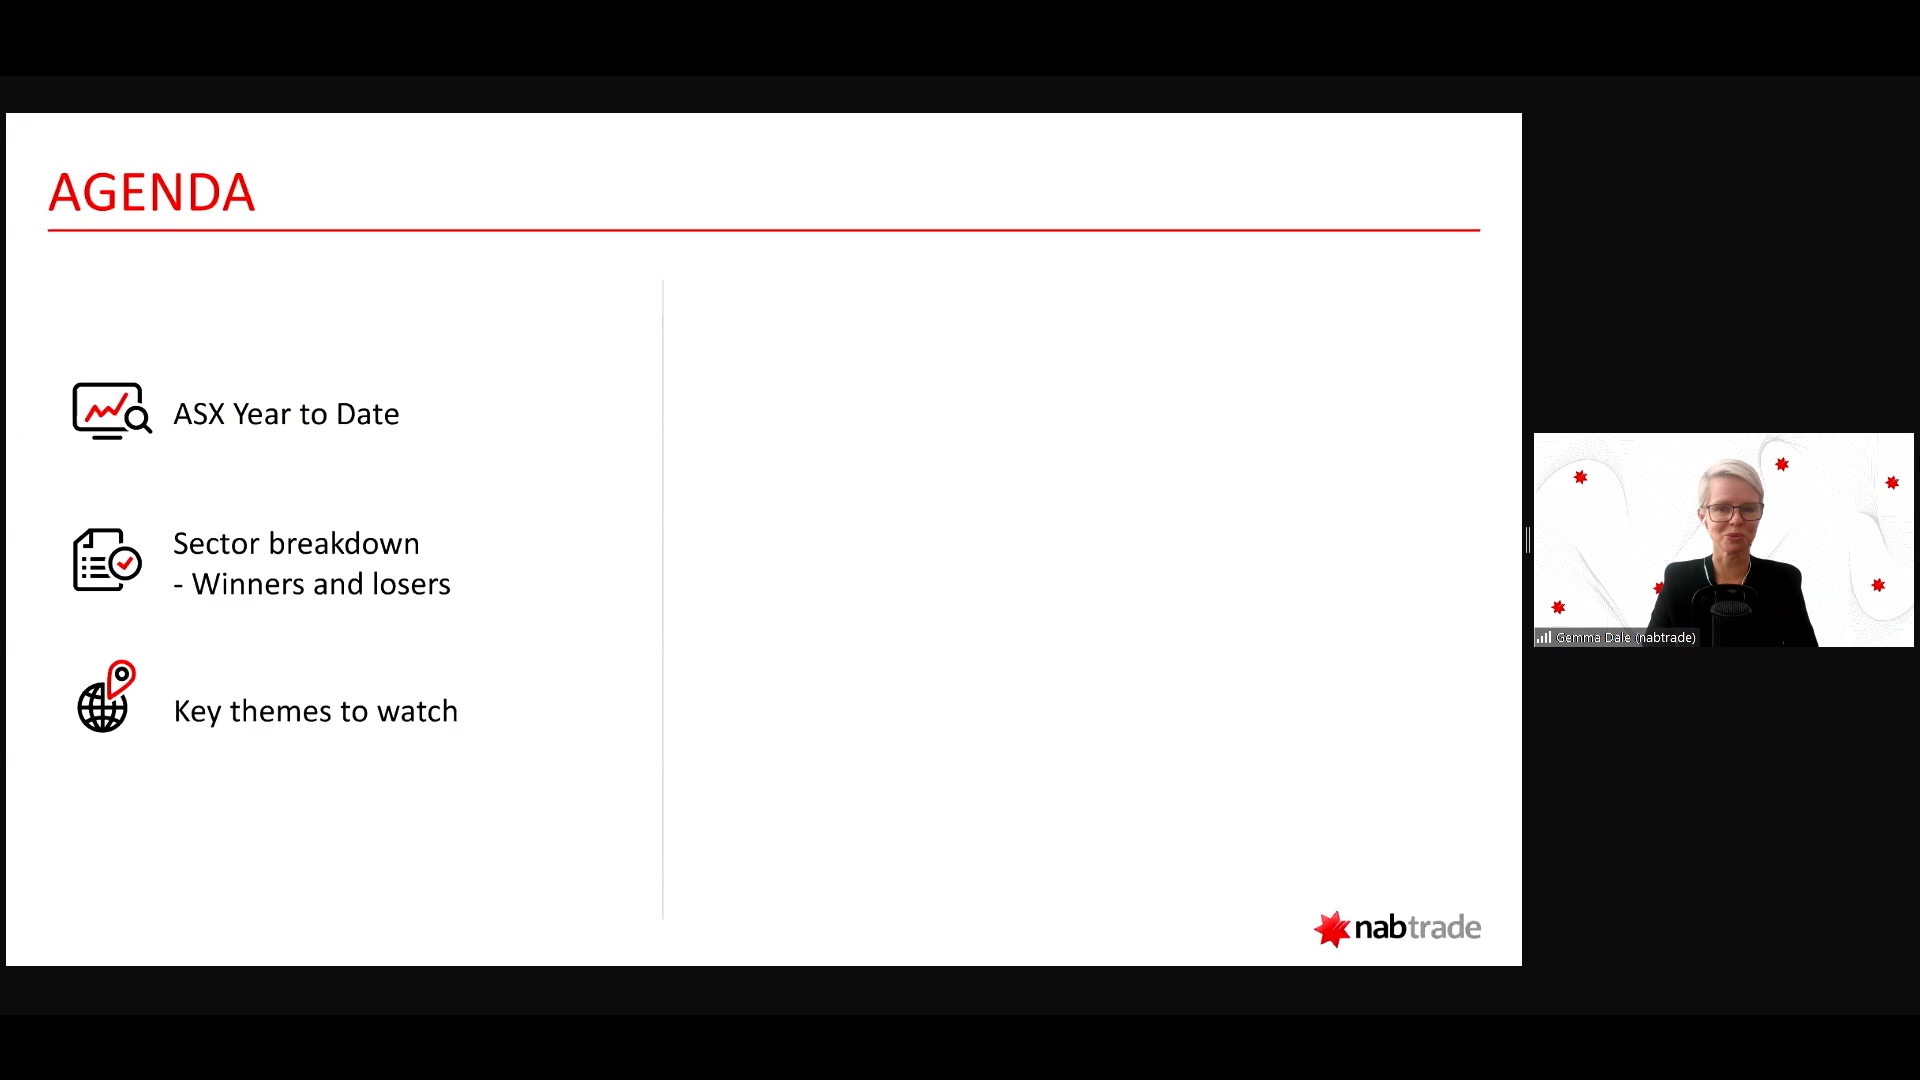 AGENDA
ASX Year to Date
Sector breakdown
- Winners and losers
Key themes to watch
nabtrade
Gemma Dale (nabtrade)